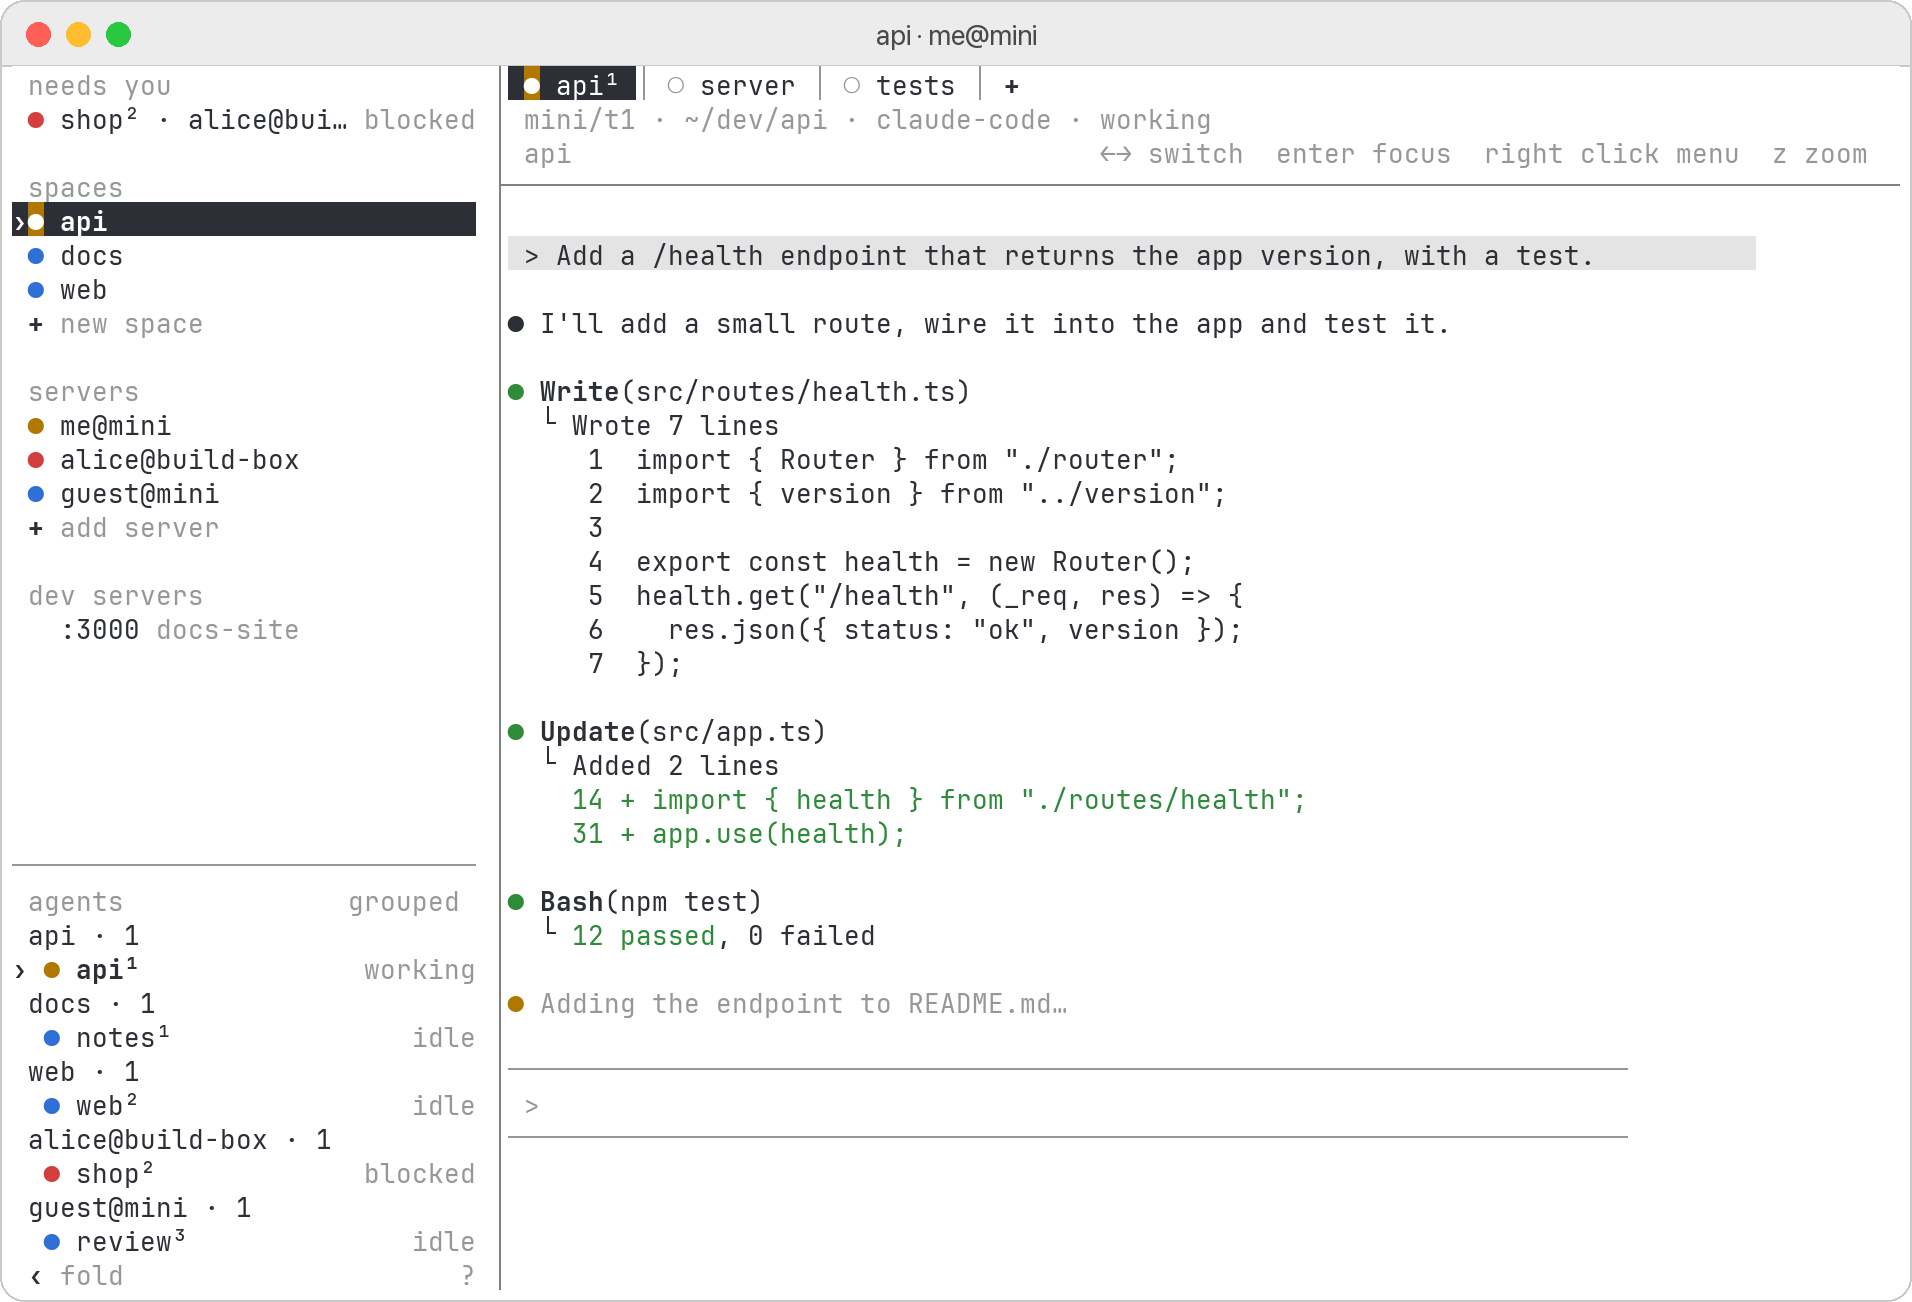 api · me@mini
needs you
● shop² · alice@bui… blocked
spaces
›● api
● docs
● web
+ new space
servers
● me@mini
● alice@build-box
● guest@mini
+ add server
dev servers
:3000 docs-site
agents grouped
api · 1
› ● api¹ working
docs · 1
● notes¹ idle
web · 1
● web² idle
alice@build-box · 1
● shop² blocked
guest@mini · 1
● review³ idle
‹ fold ?
● api¹ │ ○ server │ ○ tests │ +
mini/t1 · ~/dev/api · claude-code · working
api ←→ switch enter focus right click menu z zoom
> Add a /health endpoint that returns the app version, with a test.
● I'll add a small route, wire it into the app and test it.
● Write(src/routes/health.ts)
└ Wrote 7 lines
1 import { Router } from "./router";
2 import { version } from "../version";
3
4 export const health = new Router();
5 health.get("/health", (_req, res) => {
6 res.json({ status: "ok", version });
7 });
● Update(src/app.ts)
└ Added 2 lines
14 + import { health } from "./routes/health";
31 + app.use(health);
● Bash(npm test)
└ 12 passed, 0 failed
● Adding the endpoint to README.md…
>